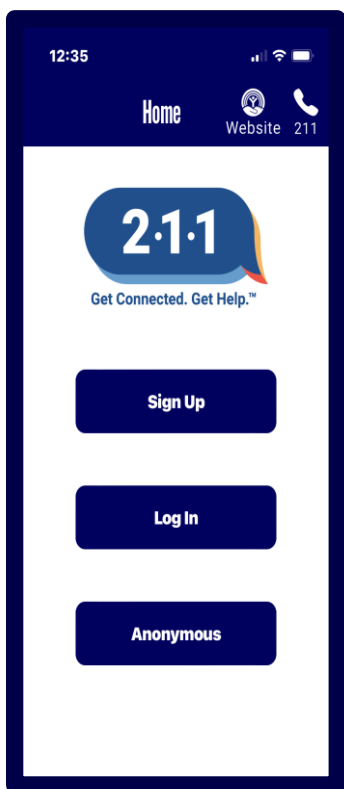 12:35
Home
Website 211
2·1·1
Get Connected. Get Help.™
Sign Up
Log In
Anonymous